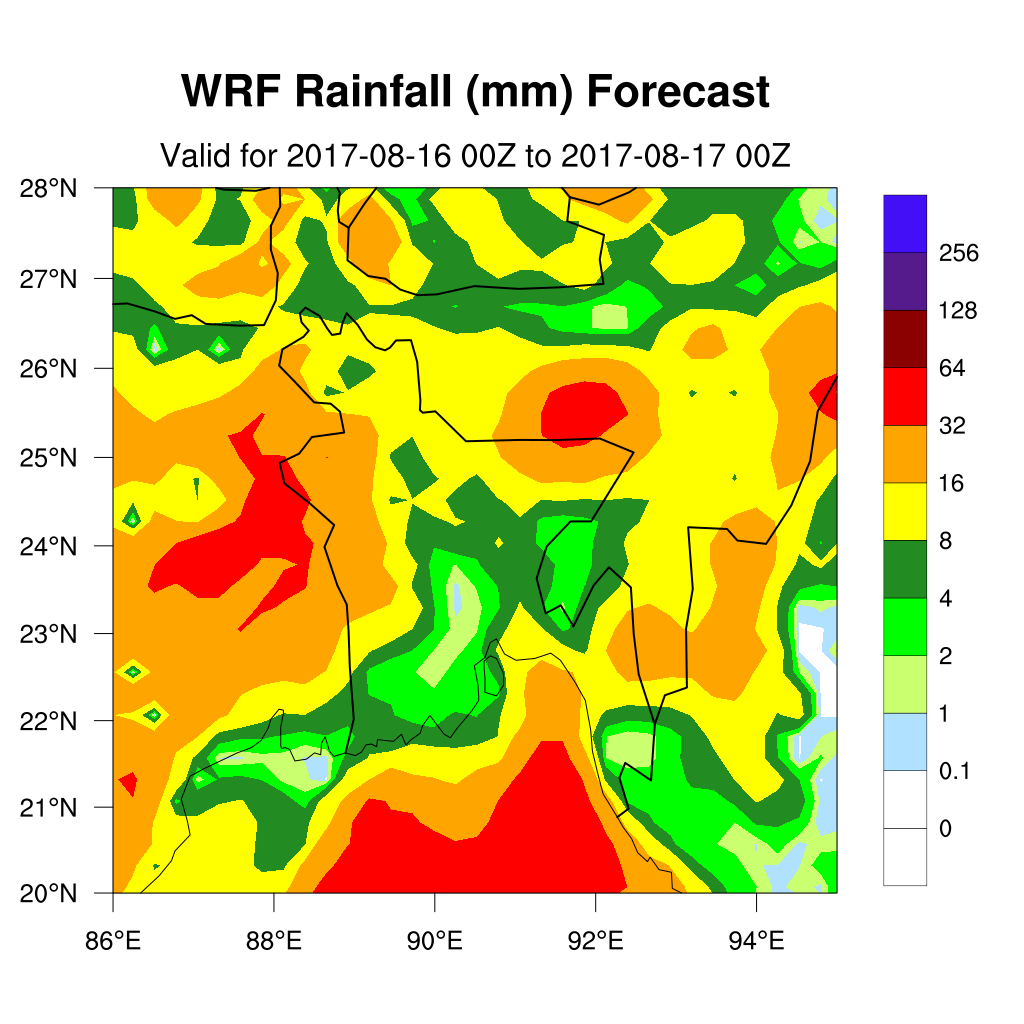 WRF Rainfall (mm) Forecast
Valid for 2017-08-16 00Z to 2017-08-17 00Z
28°N
27°N
26°N
25°N
24°N
23°N
22°N
21°N
20°N
86°E 88°E 90°E 92°E 94°E
256
128
64
32
16
8
4
2
1
0.1
0